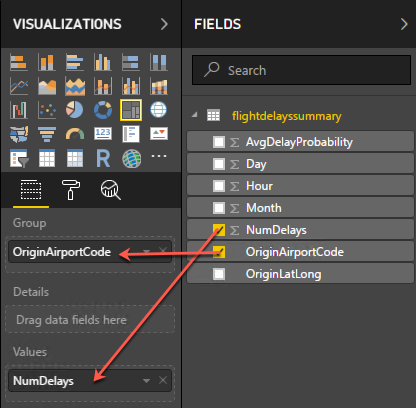 VISUALIZATIONS
FIELDS
Search
flightdelayssummary
AvgDelayProbability
Day
Hour
Month
NumDelays
OriginAirportCode
OriginLatLong
123
R
Group
OriginAirportCode
Details
Drag data fields here
Values
NumDelays